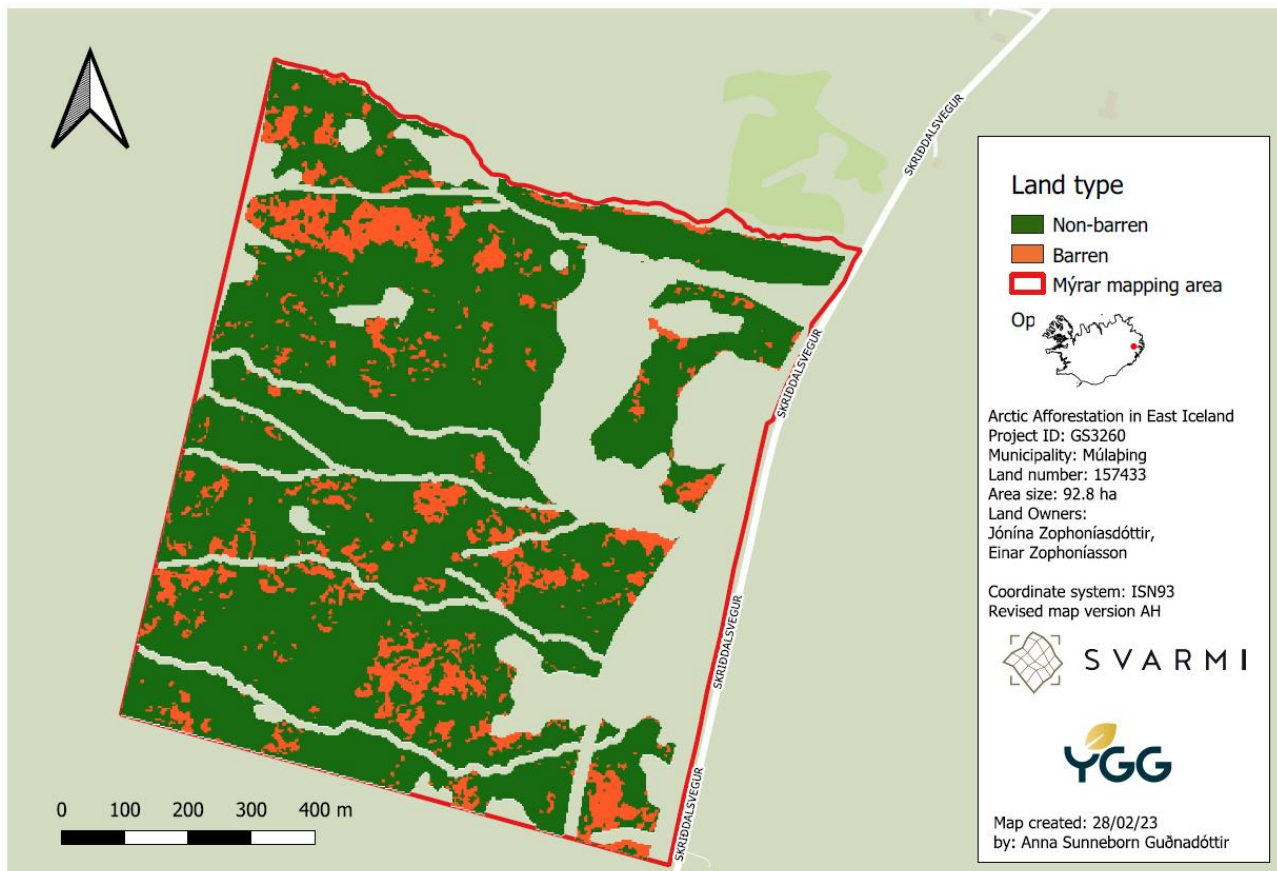 SKRIÐDALSVEGUR
SKRIÐDALSVEGUR
SKRIÐDALSVEGUR
SKRIÐDALSVEGUR
0 100 200 300 400 m
Land type
Non-barren
Barren
Mýrar mapping area
Op
Arctic Afforestation in East Iceland
Project ID: GS3260
Municipality: Múlaþing
Land number: 157433
Area size: 92.8 ha
Land Owners:
Jónína Zophoníasdóttir,
Einar Zophoníasson
Coordinate system: ISN93
Revised map version AH
SVARMI
YGG
Map created: 28/02/23
by: Anna Sunneborn Guðnadóttir